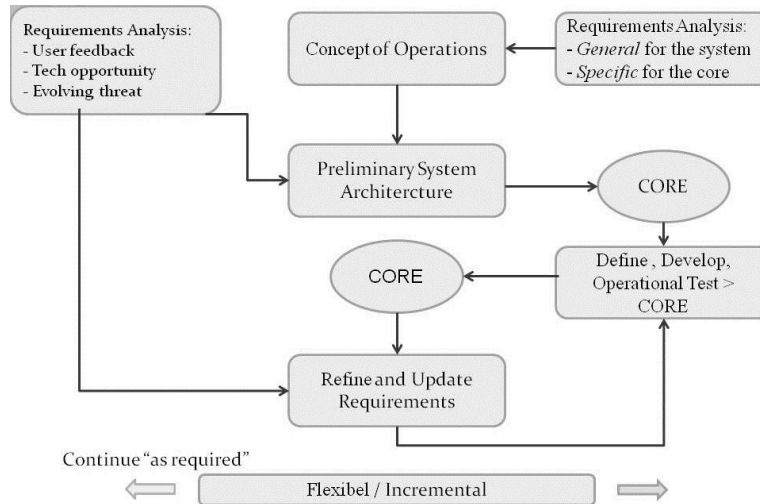 Requirements Analysis:
- User feedback
- Tech opportunity
- Evolving threat
Concept of Operations
Requirements Analysis:
- General for the system
- Specific for the core
Preliminary System
Architercture
CORE
Define , Develop,
Operational Test >
CORE
CORE
Refine and Update
Requirements
Continue “as required”
Flexibel / Incremental